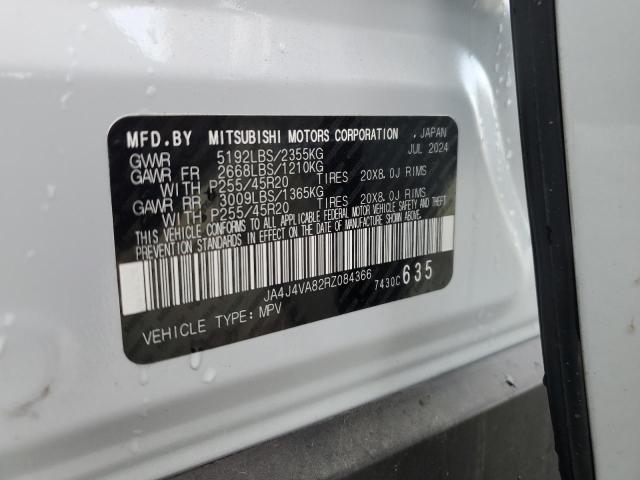 MFD.BY MITSUBISHI MOTORS CORPORATION . JAPAN
GVWR 5192LBS/2355KG JUL 2024
GAWR FR 2668LBS/1210KG
WITH P255/45R20 TIRES 20X8.0J RIMS
GAWR RR 3009LBS/1365KG
WITH P255/45R20 TIRES 20X8.0J RIMS
THIS VEHICLE CONFORMS TO ALL APPLICABLE FEDERAL MOTOR VEHICLE SAFETY AND THEFT
PREVENTION STANDARDS IN EFFECT ON THE DATE OF MANUFACTURE SHOWN ABOVE.
JA4J4VA82RZ084366 7430C635
VEHICLE TYPE: MPV